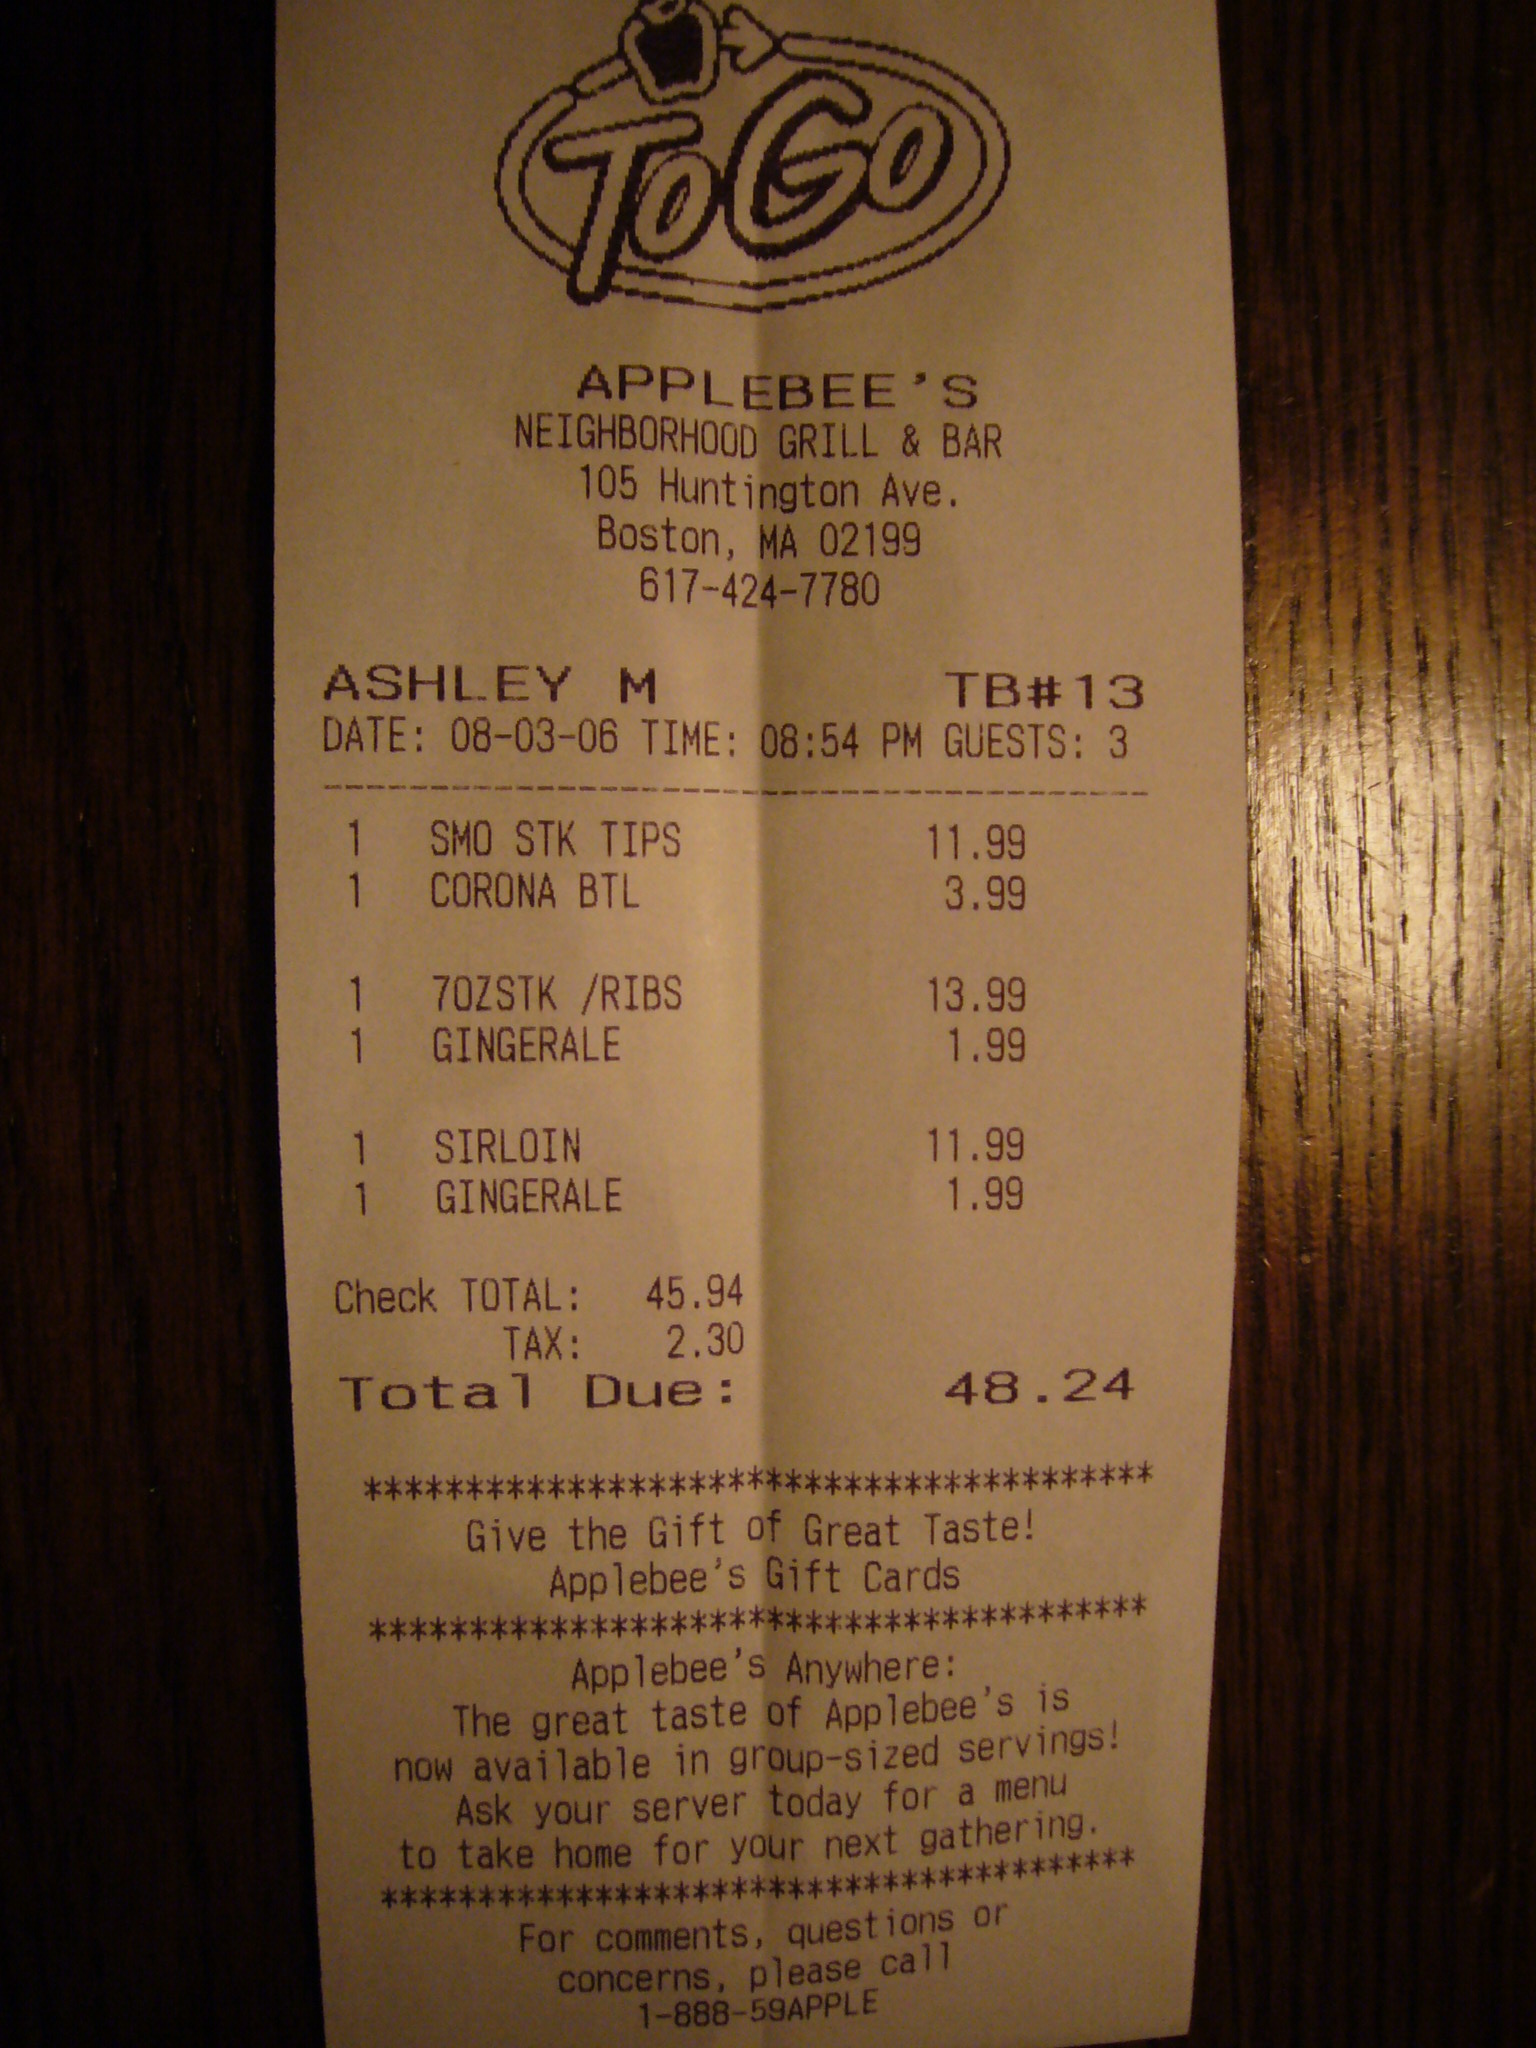 ToGo
APPLEBEE'S
NEIGHBORHOOD GRILL & BAR
105 Huntington Ave.
Boston, MA 02199
617-424-7780
ASHLEY M TB#13
DATE: 08-03-06 TIME: 08:54 PM GUESTS: 3
----------------------------------------
1 SMO STK TIPS 11.99
1 CORONA BTL 3.99
1 7OZSTK /RIBS 13.99
1 GINGERALE 1.99
1 SIRLOIN 11.99
1 GINGERALE 1.99
Check TOTAL: 45.94
TAX: 2.30
Total Due: 48.24
***************************************
Give the Gift of Great Taste!
Applebee's Gift Cards
***************************************
Applebee's Anywhere:
The great taste of Applebee's is
now available in group-sized servings!
Ask your server today for a menu
to take home for your next gathering.
***************************************
For comments, questions or
concerns, please call
1-888-59APPLE